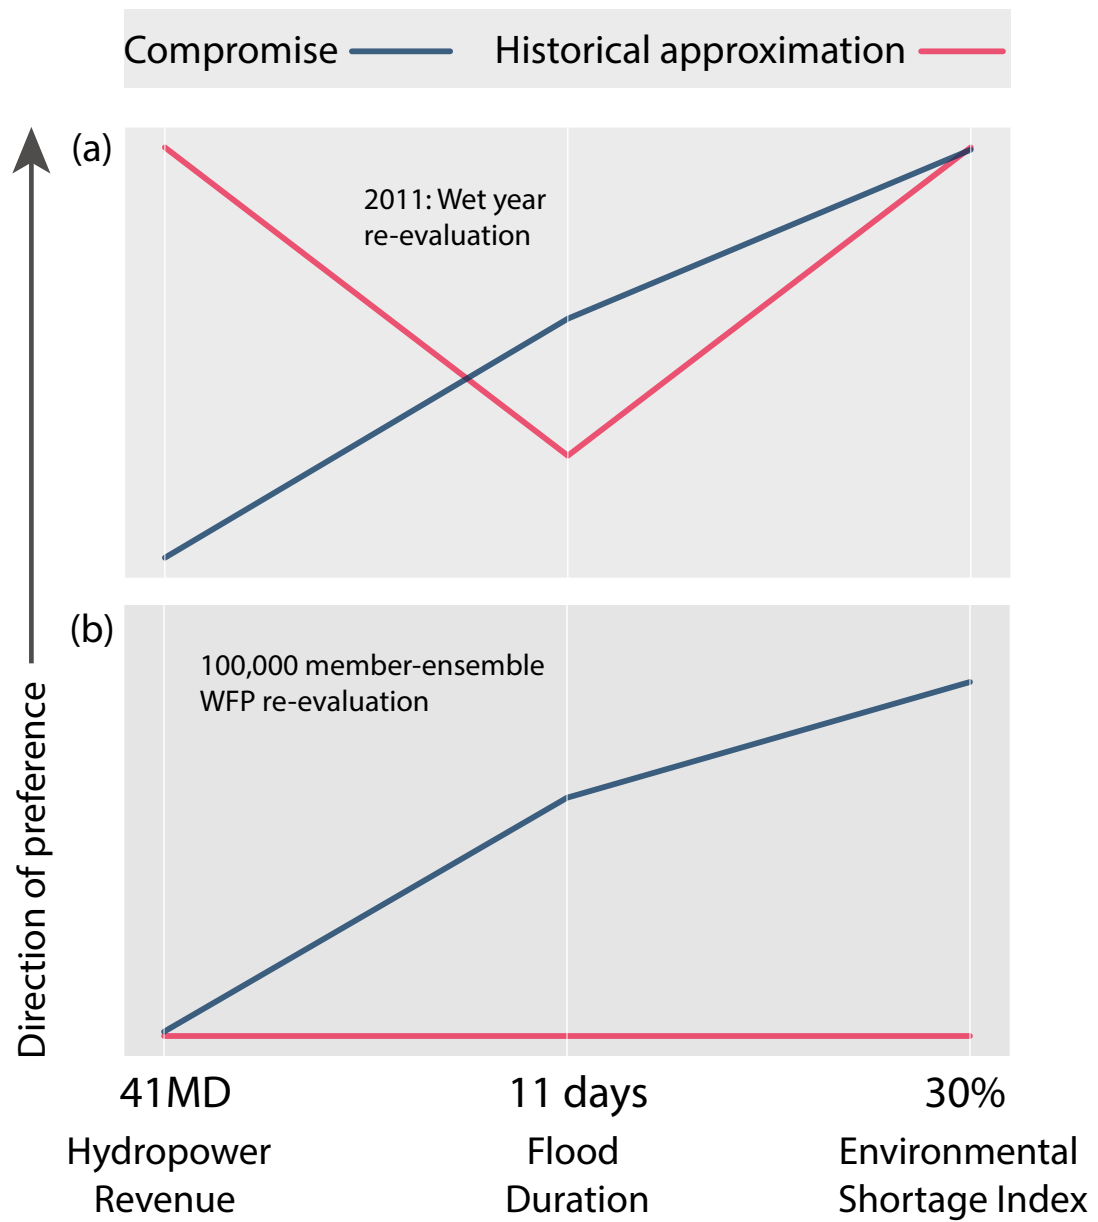 Compromise
Historical approximation
(a)
2011: Wet year
re-evaluation
(b)
100,000 member-ensemble
WFP re-evaluation
Direction of preference
41MD
11 days
30%
Hydropower
Revenue
Flood
Duration
Environmental
Shortage Index